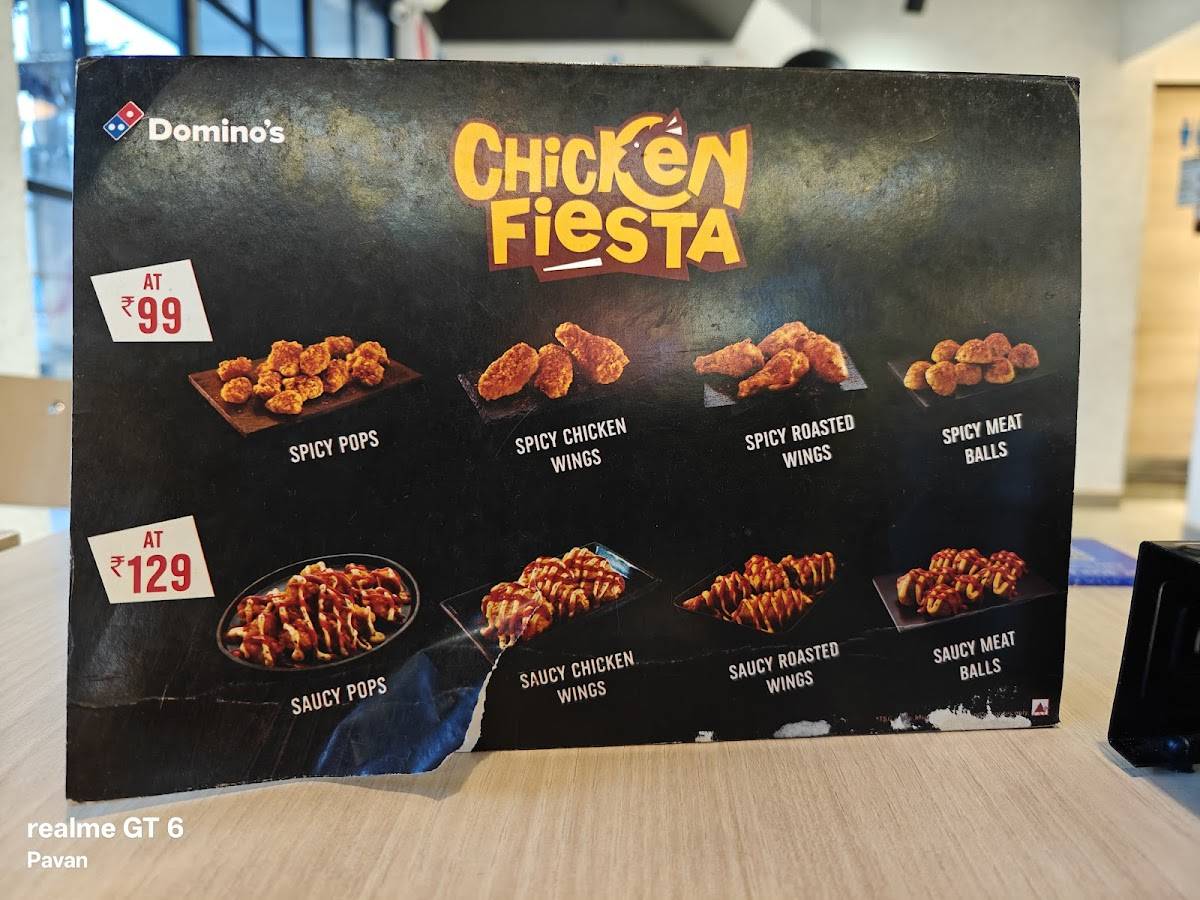 Domino's
CHiCKeN
FiESTA
AT
₹99
SPICY POPS
SPICY CHICKEN
WINGS
SPICY ROASTED
WINGS
SPICY MEAT
BALLS
AT
₹129
SAUCY POPS
SAUCY CHICKEN
WINGS
SAUCY ROASTED
WINGS
SAUCY MEAT
BALLS
realme GT 6
Pavan